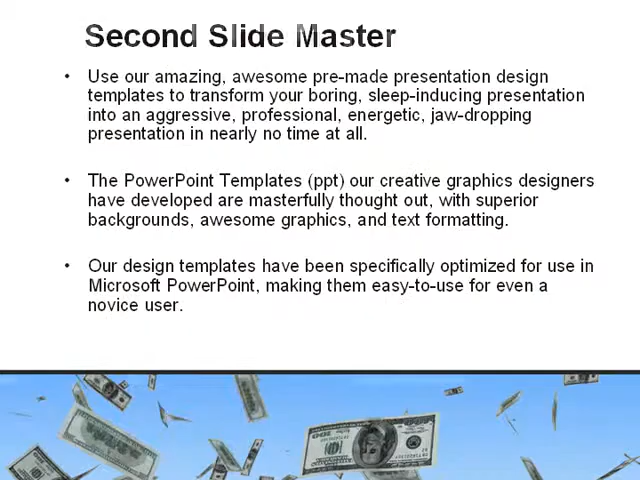 Second Slide Master
• Use our amazing, awesome pre-made presentation design
templates to transform your boring, sleep-inducing presentation
into an aggressive, professional, energetic, jaw-dropping
presentation in nearly no time at all.
• The PowerPoint Templates (ppt) our creative graphics designers
have developed are masterfully thought out, with superior
backgrounds, awesome graphics, and text formatting.
• Our design templates have been specifically optimized for use in
Microsoft PowerPoint, making them easy-to-use for even a
novice user.
100